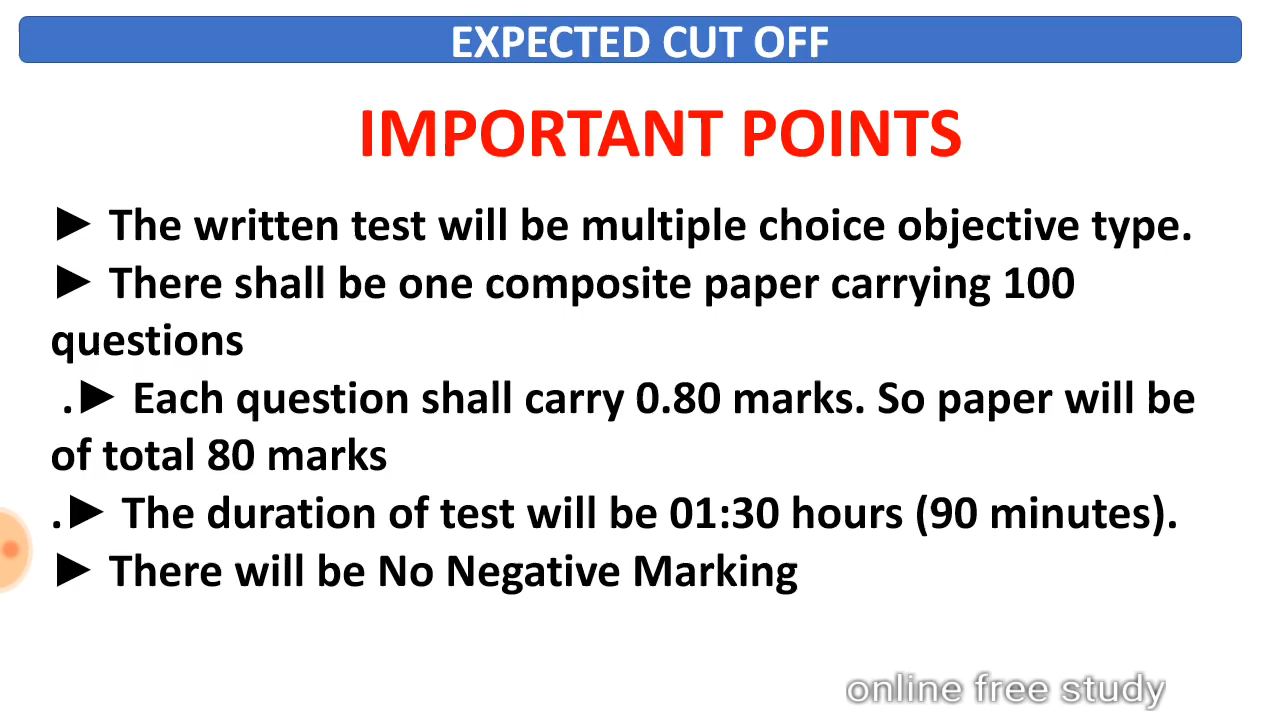 EXPECTED CUT OFF
IMPORTANT POINTS
► The written test will be multiple choice objective type.
► There shall be one composite paper carrying 100
questions
.► Each question shall carry 0.80 marks. So paper will be
of total 80 marks
.► The duration of test will be 01:30 hours (90 minutes).
► There will be No Negative Marking
online free study